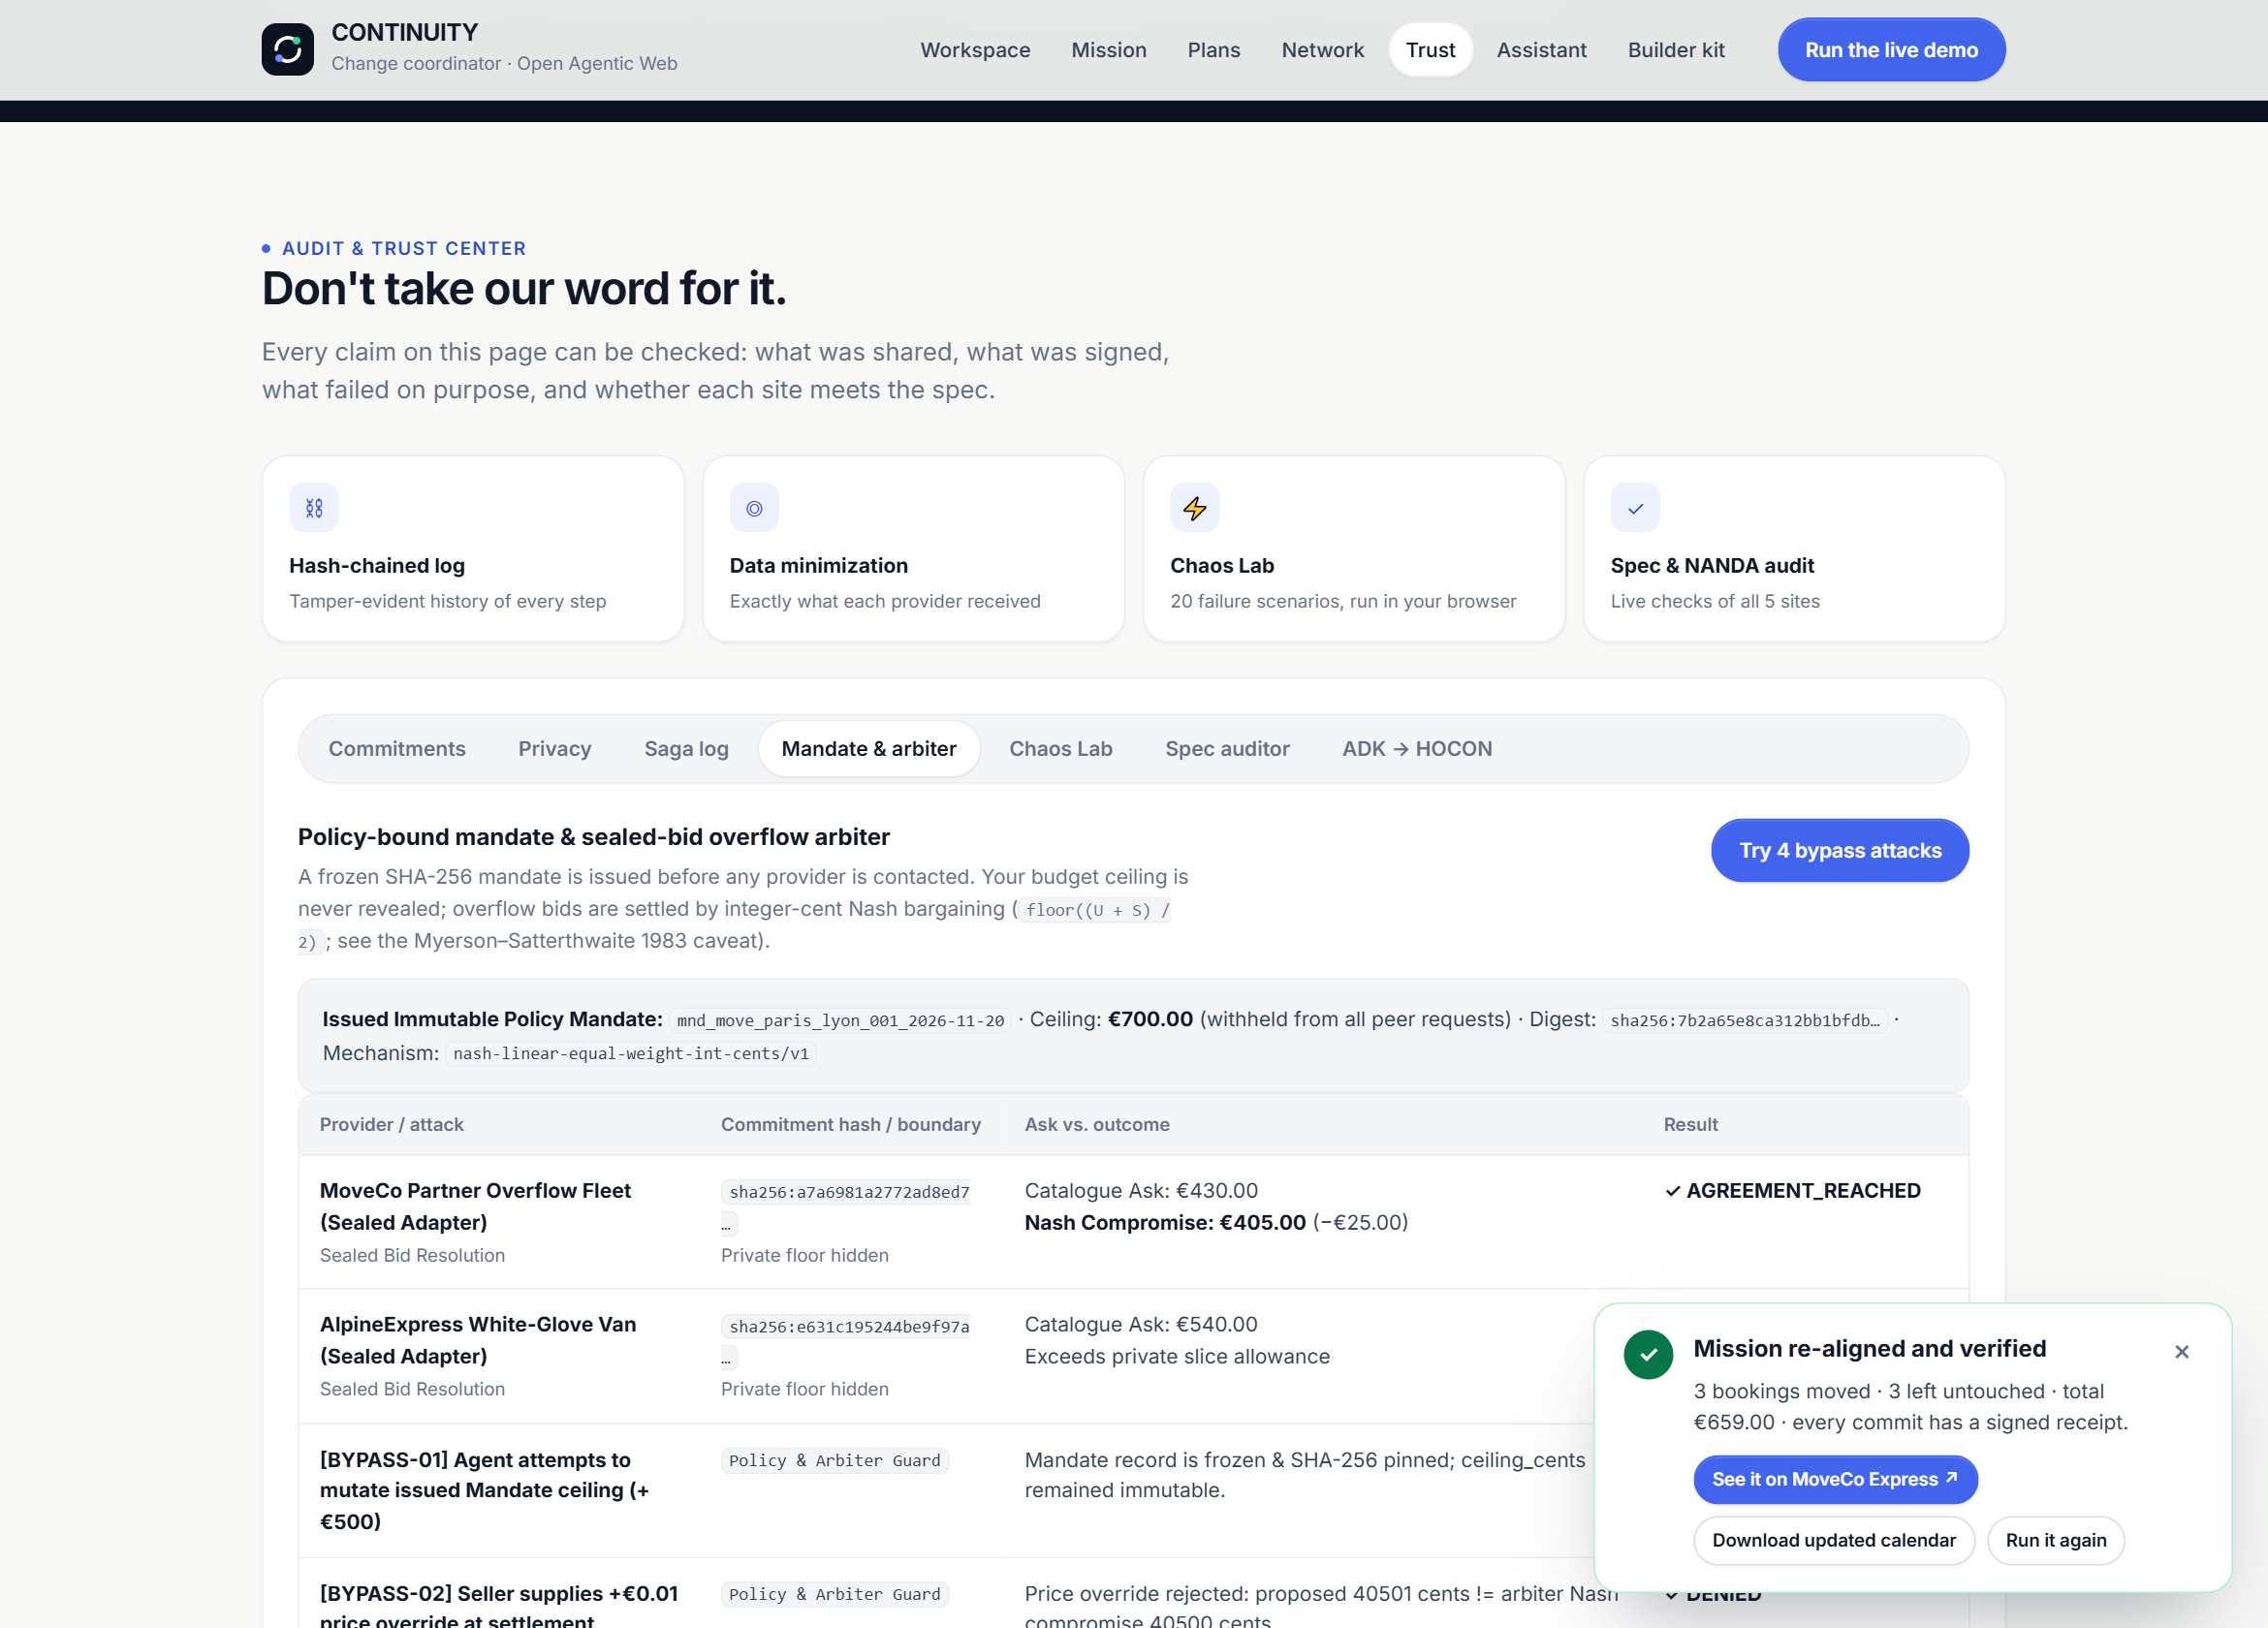 CONTINUITY
Change coordinator · Open Agentic Web
Workspace
Mission
Plans
Network
Trust
Assistant
Builder kit
Run the live demo
AUDIT & TRUST CENTER
Don't take our word for it.
Every claim on this page can be checked: what was shared, what was signed,
what failed on purpose, and whether each site meets the spec.
Hash-chained log
Tamper-evident history of every step
Data minimization
Exactly what each provider received
Chaos Lab
20 failure scenarios, run in your browser
Spec & NANDA audit
Live checks of all 5 sites
Commitments
Privacy
Saga log
Mandate & arbiter
Chaos Lab
Spec auditor
ADK → HOCON
Policy-bound mandate & sealed-bid overflow arbiter
Try 4 bypass attacks
A frozen SHA-256 mandate is issued before any provider is contacted. Your budget ceiling is
never revealed; overflow bids are settled by integer-cent Nash bargaining ( floor((U + S) /
2) ; see the Myerson–Satterthwaite 1983 caveat).
Issued Immutable Policy Mandate: mnd_move_paris_lyon_001_2026-11-20 · Ceiling: €700.00 (withheld from all peer requests) · Digest: sha256:7b2a65e8ca312bb1bfdb… ·
Mechanism: nash-linear-equal-weight-int-cents/v1
Provider / attack
Commitment hash / boundary
Ask vs. outcome
Result
MoveCo Partner Overflow Fleet
(Sealed Adapter)
Sealed Bid Resolution
sha256:a7a6981a2772ad8ed7
…
Private floor hidden
Catalogue Ask: €430.00
Nash Compromise: €405.00 (−€25.00)
✓ AGREEMENT_REACHED
AlpineExpress White-Glove Van
(Sealed Adapter)
Sealed Bid Resolution
sha256:e631c195244be9f97a
…
Private floor hidden
Catalogue Ask: €540.00
Exceeds private slice allowance
[BYPASS-01] Agent attempts to
mutate issued Mandate ceiling (+
€500)
Policy & Arbiter Guard
Mandate record is frozen & SHA-256 pinned; ceiling_cents
remained immutable.
[BYPASS-02] Seller supplies +€0.01
price override at settlement
Policy & Arbiter Guard
Price override rejected: proposed 40501 cents != arbiter Nash
compromise 40500 cents
✓ DENIED
Mission re-aligned and verified
3 bookings moved · 3 left untouched · total
€659.00 · every commit has a signed receipt.
See it on MoveCo Express ↗
Download updated calendar
Run it again